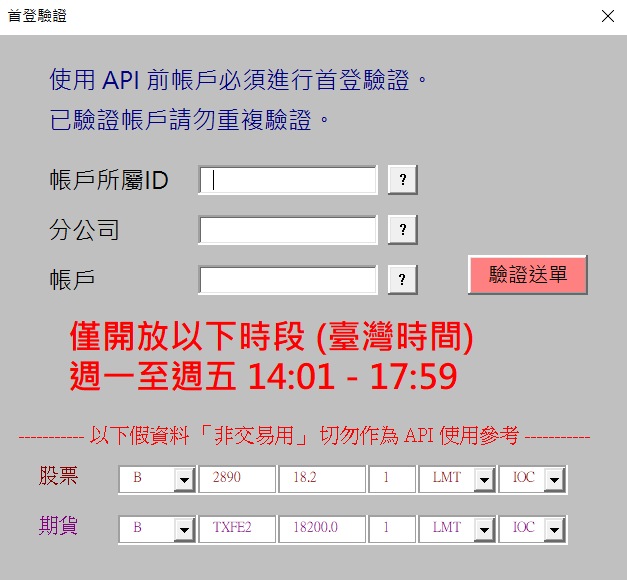 首登驗證
使用 API 前帳戶必須進行首登驗證。
已驗證帳戶請勿重複驗證。
帳戶所屬ID ?
分公司 ?
帳戶 ? 驗證送單
僅開放以下時段 (臺灣時間)
週一至週五 14:01 - 17:59
----------- 以下假資料「非交易用」切勿作為 API 使用參考 -----------
股票 B 2890 18.2 1 LMT IOC
期貨 B TXFE2 18200.0 1 LMT IOC